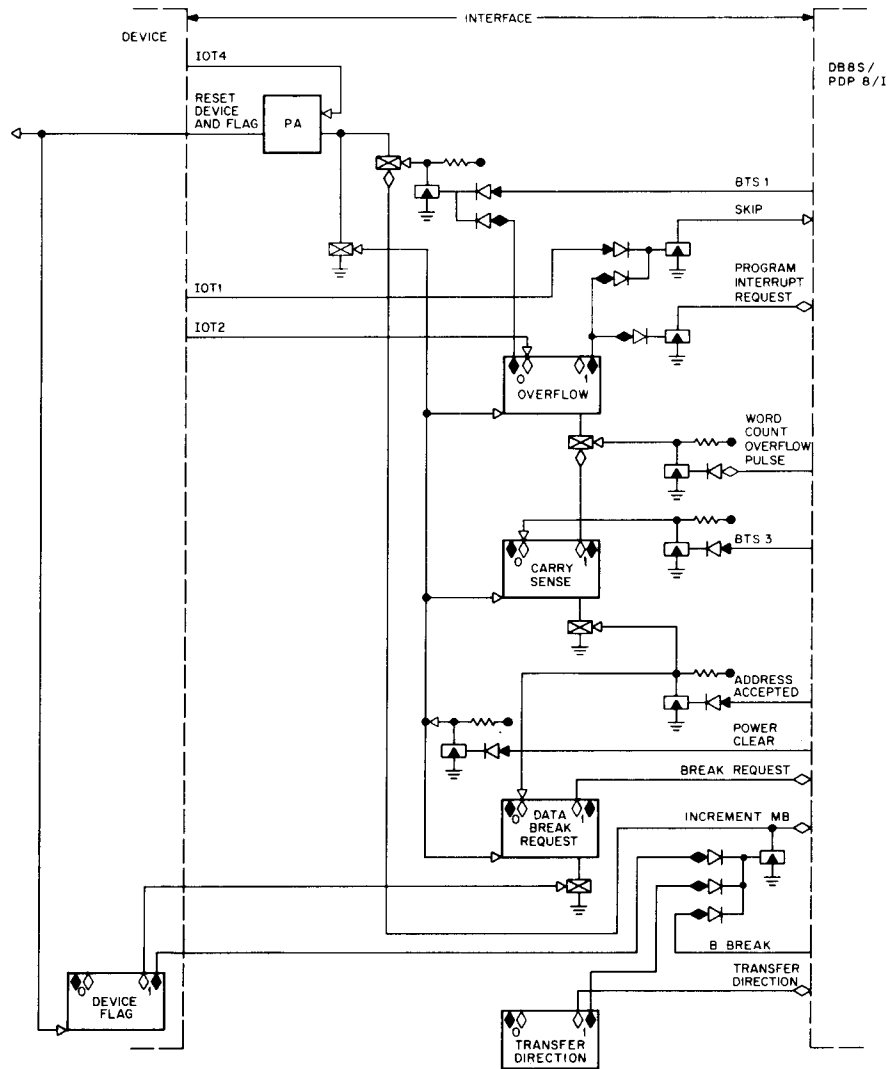 INTERFACE
DEVICE
DB8S/
PDP 8/I
IOT4
RESET
DEVICE
AND FLAG
PA
BTS 1
SKIP
PROGRAM
INTERRUPT
REQUEST
IOT1
IOT2
0
1
OVERFLOW
WORD
COUNT
OVERFLOW
PULSE
BTS 3
0
1
CARRY
SENSE
ADDRESS
ACCEPTED
POWER
CLEAR
BREAK REQUEST
0
1
DATA
BREAK
REQUEST
INCREMENT MB
B BREAK
TRANSFER
DIRECTION
0
1
DEVICE
FLAG
0
1
TRANSFER
DIRECTION